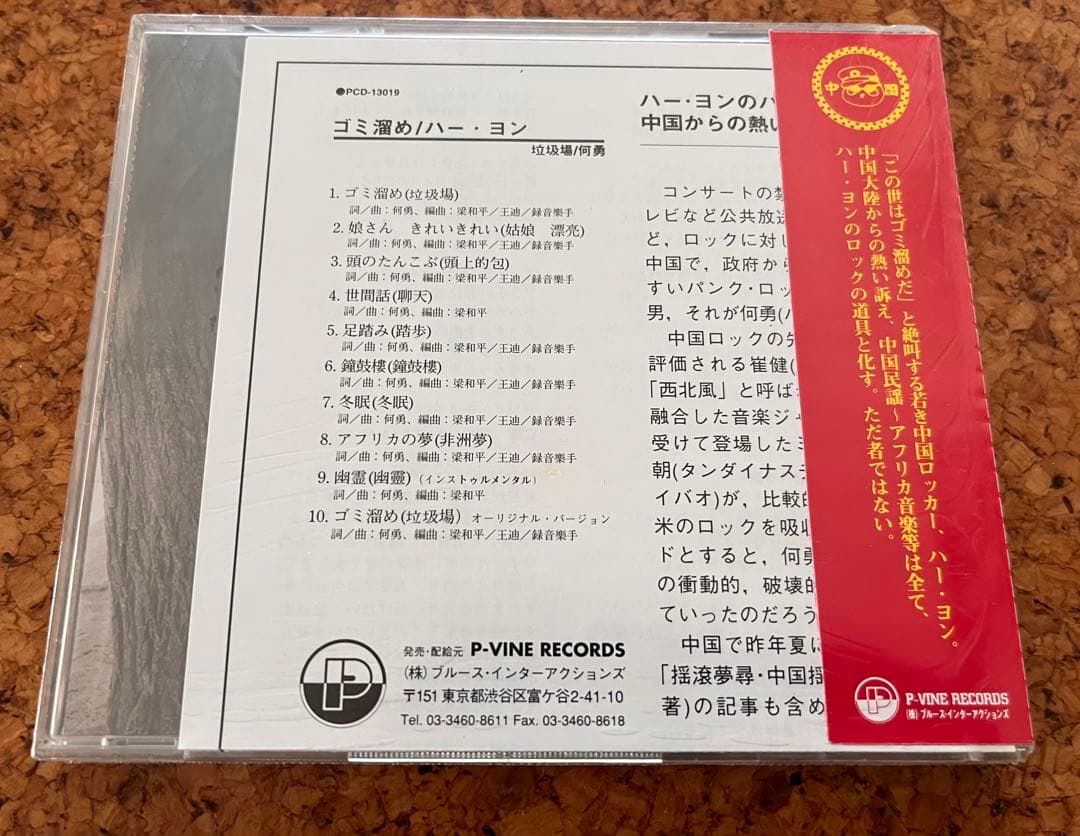 ●PCD-13019
ゴミ溜め/ハー・ヨン
垃圾場/何勇
1. ゴミ溜め(垃圾場)
詞／曲：何勇、編曲：梁和平／王迪／録音樂手
2. 娘さん　きれいきれい(姑娘　漂亮)
詞／曲：何勇、編曲：梁和平／王迪／録音樂手
3. 頭のたんこぶ(頭上的包)
詞／曲：何勇、編曲：梁和平／王迪／録音樂手
4. 世間話(聊天)
詞／曲：何勇、編曲：梁和平
5. 足踏み(踏歩)
詞／曲：何勇、編曲：梁和平／王迪／録音樂手
6. 鐘鼓樓(鐘鼓樓)
詞／曲：何勇、編曲：梁和平／王迪／録音樂手
7. 冬眠(冬眠)
詞／曲：何勇、編曲：梁和平／王迪／録音樂手
8. アフリカの夢(非洲夢)
詞／曲：何勇、編曲：梁和平／王迪／録音樂手
9. 幽霊(幽靈)（インストゥルメンタル）
詞／曲：何勇、編曲：梁和平
10. ゴミ溜め(垃圾場）オーリジナル・バージョン
詞／曲：何勇、編曲：梁和平／王迪／録音樂手
P
発売・配給元 P-VINE RECORDS
(株)ブルース・インターアクションズ
〒151 東京都渋谷区富ケ谷2-41-10
Tel. 03-3460-8611 Fax. 03-3460-8618
ハー・ヨンのハ
中国からの熱い
コンサートの禁
レビなど公共放送
ど，ロックに対し
中国で，政府から
すいパンク・ロッ
男，それが何勇(ハ
中国ロックの先
評価される崔健(
「西北風」と呼ばれ
融合した音楽ジャ
受けて登場したミ
朝(タンダイナステ
イバオ)が，比較的
米のロックを吸収
ドとすると，何勇
の衝動的，破壊的
ていったのだろう
中国で昨年夏に
「揺滾夢尋・中国揺
著)の記事も含め
中国
「この世はゴミ溜めだ」と絶叫する若き中国ロッカー、ハー・ヨン。
中国大陸からの熱い訴え、中国民謡～アフリカ音楽等は全て、
ハー・ヨンのロックの道具と化す。ただ者ではない。
P
P-VINE RECORDS
(株)ブルース・インターアクションズ